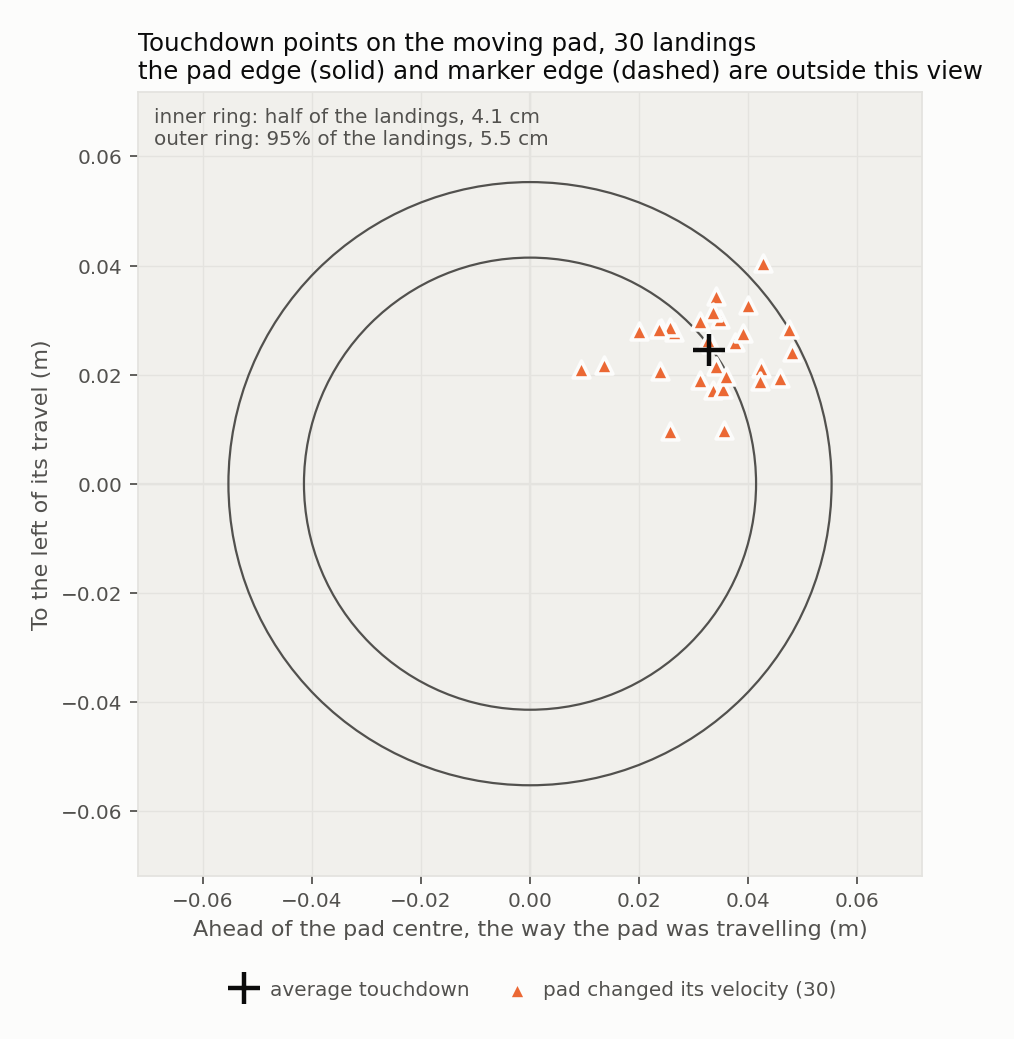 Touchdown points on the moving pad, 30 landings
the pad edge (solid) and marker edge (dashed) are outside this view
inner ring: half of the landings, 4.1 cm
outer ring: 95% of the landings, 5.5 cm
To the left of its travel (m)
0.06
0.04
0.02
0.00
−0.02
−0.04
−0.06
−0.06 −0.04 −0.02 0.00 0.02 0.04 0.06
Ahead of the pad centre, the way the pad was travelling (m)
average touchdown pad changed its velocity (30)